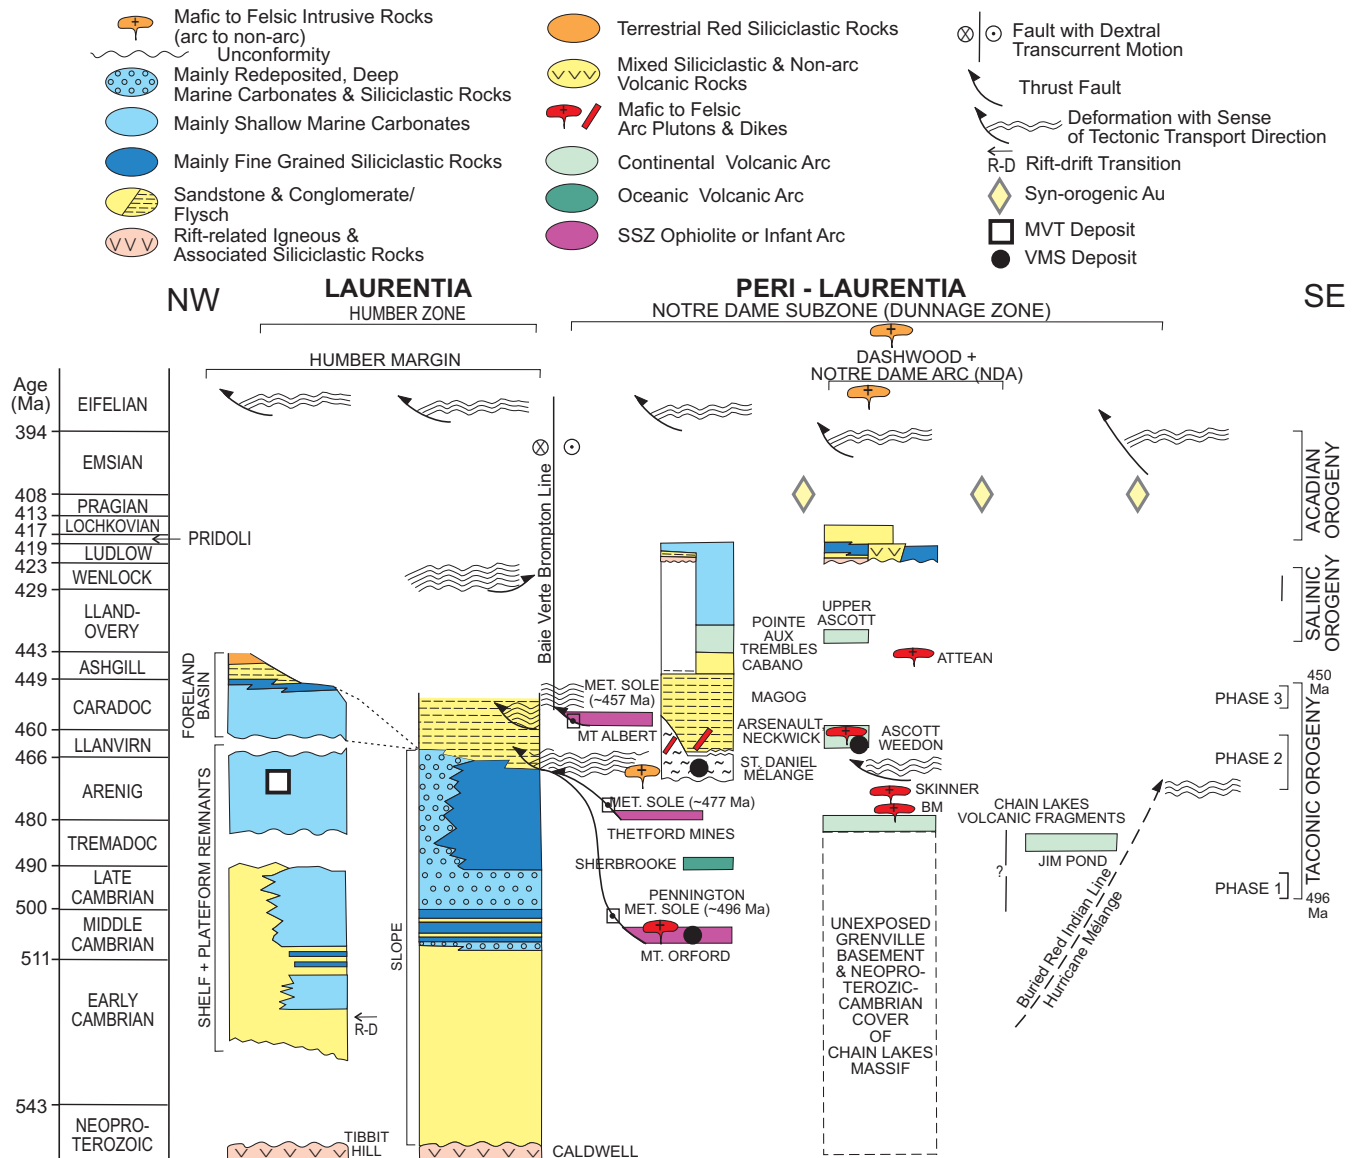 Mafic to Felsic Intrusive Rocks
(arc to non-arc)
Unconformity
Mainly Redeposited, Deep
Marine Carbonates & Siliciclastic Rocks
Mainly Shallow Marine Carbonates
Mainly Fine Grained Siliciclastic Rocks
Sandstone & Conglomerate/
Flysch
Rift-related Igneous &
Associated Siliciclastic Rocks
Terrestrial Red Siliciclastic Rocks
Mixed Siliciclastic & Non-arc
Volcanic Rocks
Mafic to Felsic
Arc Plutons & Dikes
Continental Volcanic Arc
Oceanic Volcanic Arc
SSZ Ophiolite or Infant Arc
Fault with Dextral
Transcurrent Motion
Thrust Fault
Deformation with Sense
of Tectonic Transport Direction
R-D Rift-drift Transition
Syn-orogenic Au
MVT Deposit
VMS Deposit
NW
LAURENTIA
HUMBER ZONE
HUMBER MARGIN
PERI - LAURENTIA
NOTRE DAME SUBZONE (DUNNAGE ZONE)
DASHWOOD +
NOTRE DAME ARC (NDA)
SE
Age
(Ma)
EIFELIAN
394
EMSIAN
408
PRAGIAN
413
LOCHKOVIAN
417
PRIDOLI
419
LUDLOW
423
WENLOCK
429
LLAND-
OVERY
443
ASHGILL
449
CARADOC
460
LLANVIRN
466
ARENIG
480
TREMADOC
490
LATE
CAMBRIAN
500
MIDDLE
CAMBRIAN
511
EARLY
CAMBRIAN
543
NEOPRO-
TEROZOIC
FORELAND
BASIN
SHELF + PLATEFORM REMNANTS
R-D
TIBBIT
HILL
SLOPE
CALDWELL
Baie Verte Brompton Line
MET. SOLE
(~457 Ma)
MT ALBERT
MET. SOLE (~477 Ma)
THETFORD MINES
SHERBROOKE
PENNINGTON
MET. SOLE (~496 Ma)
MT. ORFORD
POINTE
AUX
TREMBLES
CABANO
MAGOG
ARSENAULT
NECKWICK
ST. DANIEL
MÉLANGE
UPPER
ASCOTT
ATTEAN
ASCOTT
WEEDON
SKINNER
BM
CHAIN LAKES
VOLCANIC FRAGMENTS
JIM POND
?
UNEXPOSED
GRENVILLE
BASEMENT
& NEOPRO-
TEROZIC-
CAMBRIAN
COVER
OF
CHAIN LAKES
MASSIF
Buried Red Indian Line
Hurricane Mélange
ACADIAN
OROGENY
SALINIC
OROGENY
450
Ma
PHASE 3
PHASE 2
PHASE 1
TACONIC OROGENY
496
Ma